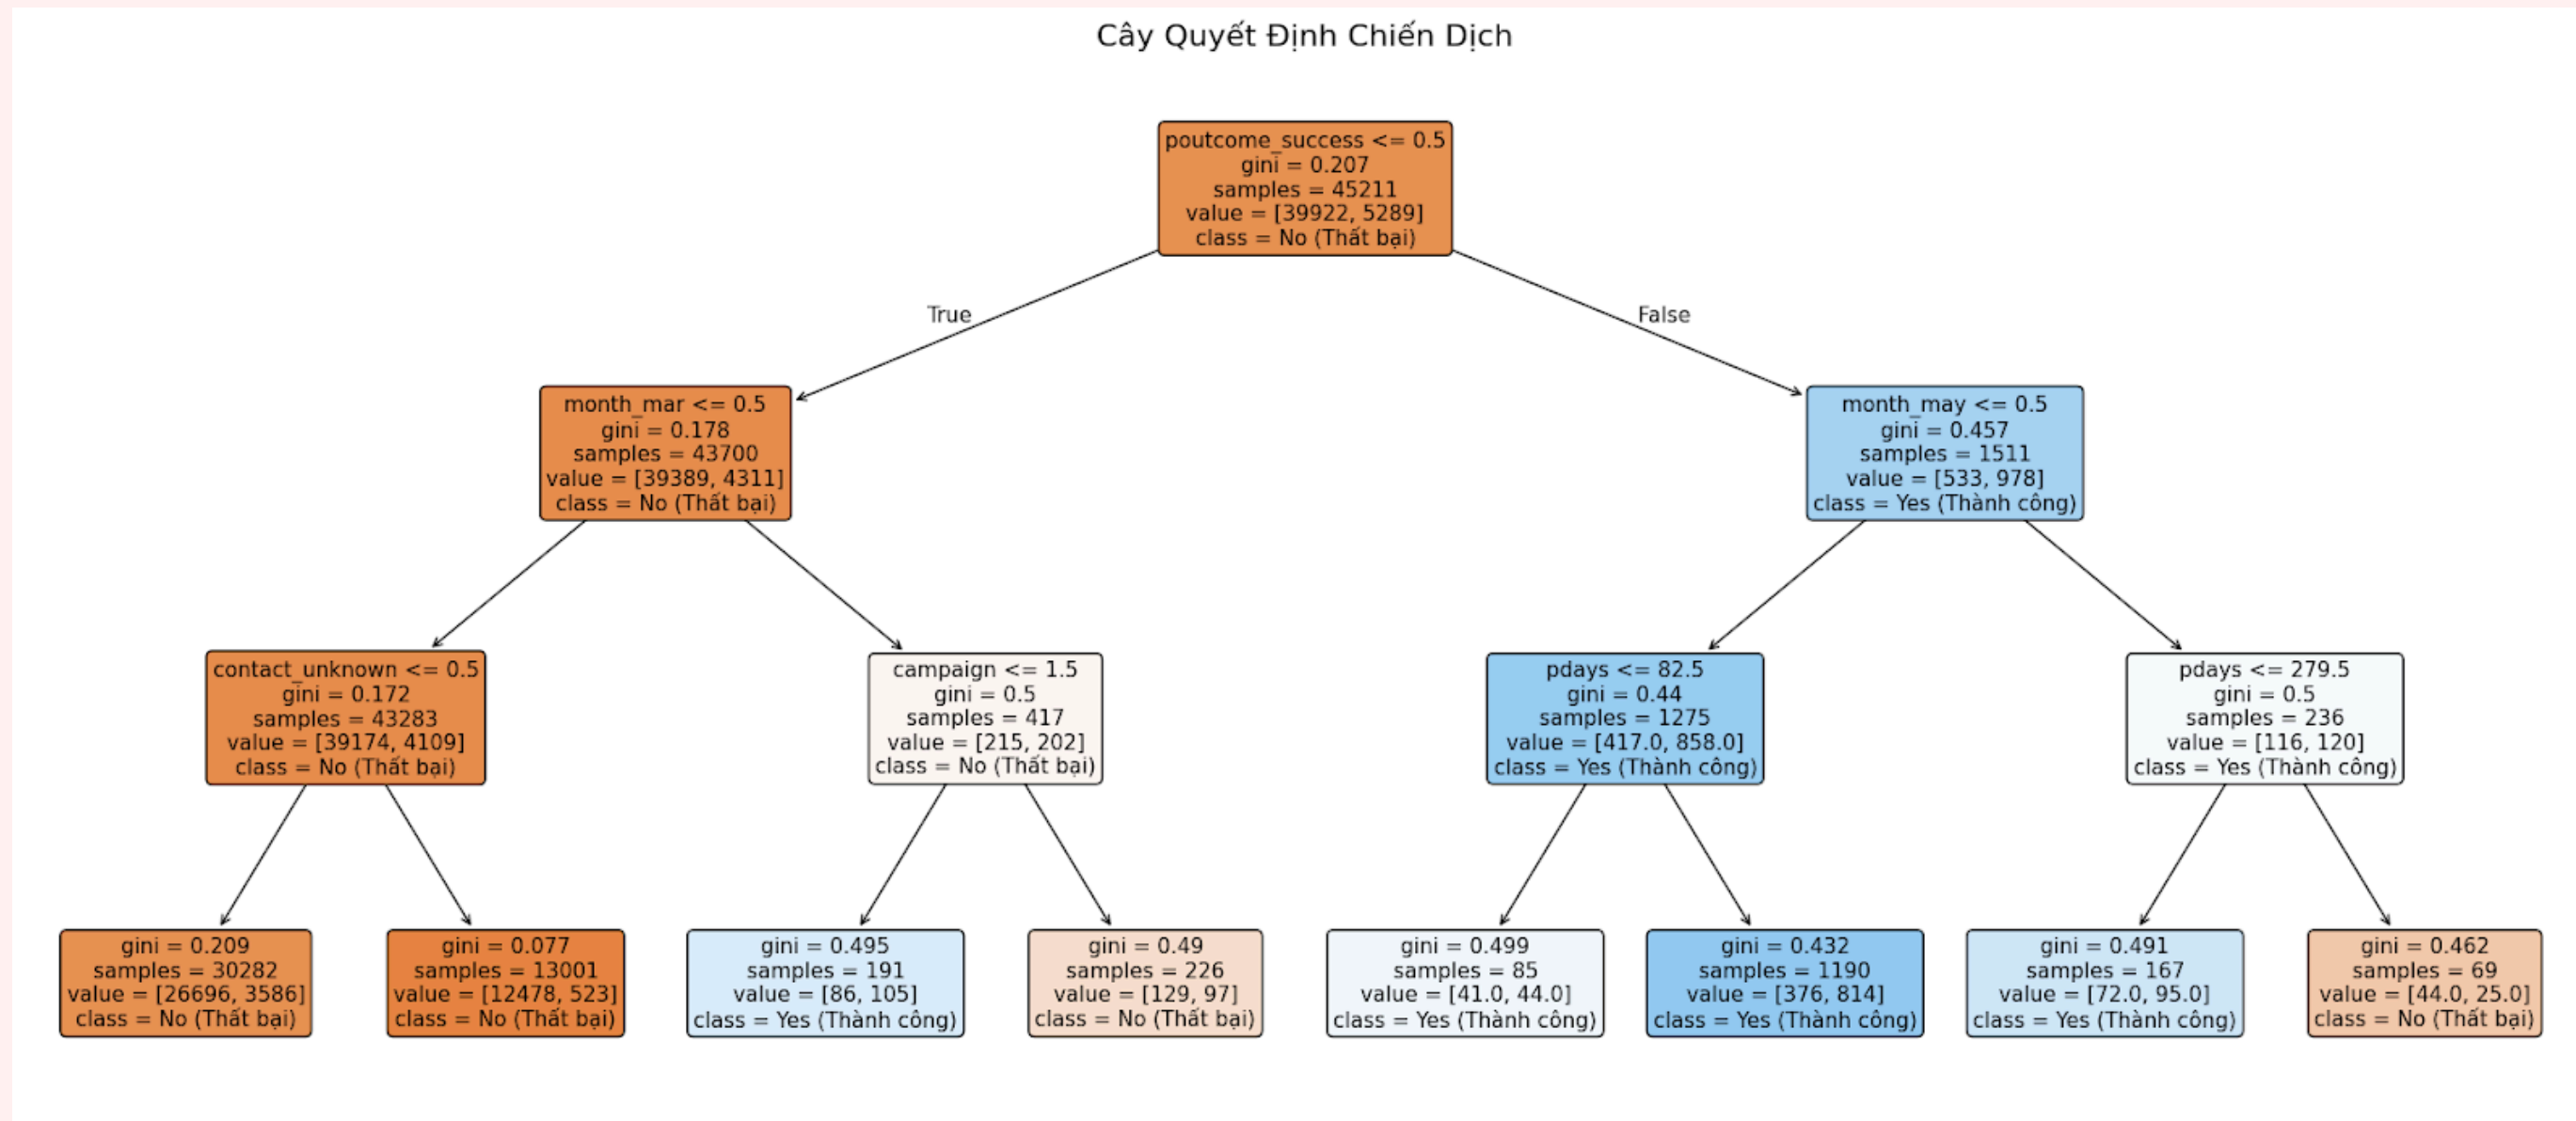 Cây Quyết Định Chiến Dịch
poutcome_success <= 0.5
gini = 0.207
samples = 45211
value = [39922, 5289]
class = No (Thất bại)
True
False
month_mar <= 0.5
gini = 0.178
samples = 43700
value = [39389, 4311]
class = No (Thất bại)
month_may <= 0.5
gini = 0.457
samples = 1511
value = [533, 978]
class = Yes (Thành công)
contact_unknown <= 0.5
gini = 0.172
samples = 43283
value = [39174, 4109]
class = No (Thất bại)
campaign <= 1.5
gini = 0.5
samples = 417
value = [215, 202]
class = No (Thất bại)
pdays <= 82.5
gini = 0.44
samples = 1275
value = [417.0, 858.0]
class = Yes (Thành công)
pdays <= 279.5
gini = 0.5
samples = 236
value = [116, 120]
class = Yes (Thành công)
gini = 0.209
samples = 30282
value = [26696, 3586]
class = No (Thất bại)
gini = 0.077
samples = 13001
value = [12478, 523]
class = No (Thất bại)
gini = 0.495
samples = 191
value = [86, 105]
class = Yes (Thành công)
gini = 0.49
samples = 226
value = [129, 97]
class = No (Thất bại)
gini = 0.499
samples = 85
value = [41.0, 44.0]
class = Yes (Thành công)
gini = 0.432
samples = 1190
value = [376, 814]
class = Yes (Thành công)
gini = 0.491
samples = 167
value = [72.0, 95.0]
class = Yes (Thành công)
gini = 0.462
samples = 69
value = [44.0, 25.0]
class = No (Thất bại)